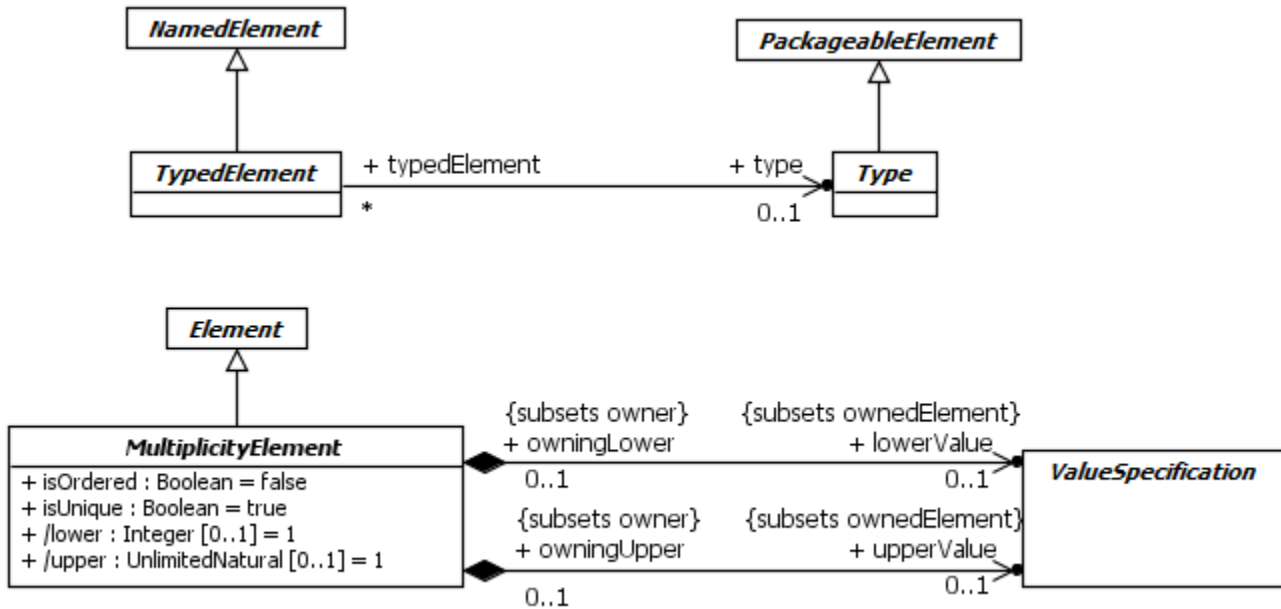 NamedElement
PackageableElement
TypedElement
+ typedElement
+ type
Type
*
0..1
Element
{subsets owner}
{subsets ownedElement}
MultiplicityElement
+ owningLower
+ lowerValue
+ isOrdered : Boolean = false
0..1
0..1
ValueSpecification
+ isUnique : Boolean = true
+ /lower : Integer [0..1] = 1
{subsets owner}
{subsets ownedElement}
+ /upper : UnlimitedNatural [0..1] = 1
+ owningUpper
+ upperValue
0..1
0..1